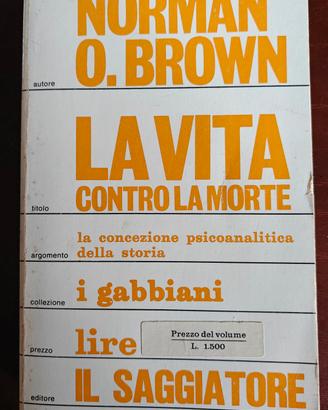 NORMAN
autore O. BROWN
LA VITA
titolo CONTRO LA MORTE
la concezione psicoanalitica
argomento della storia
collezione i gabbiani
prezzo lire Prezzo del volume
L. 1.500
editore IL SAGGIATORE